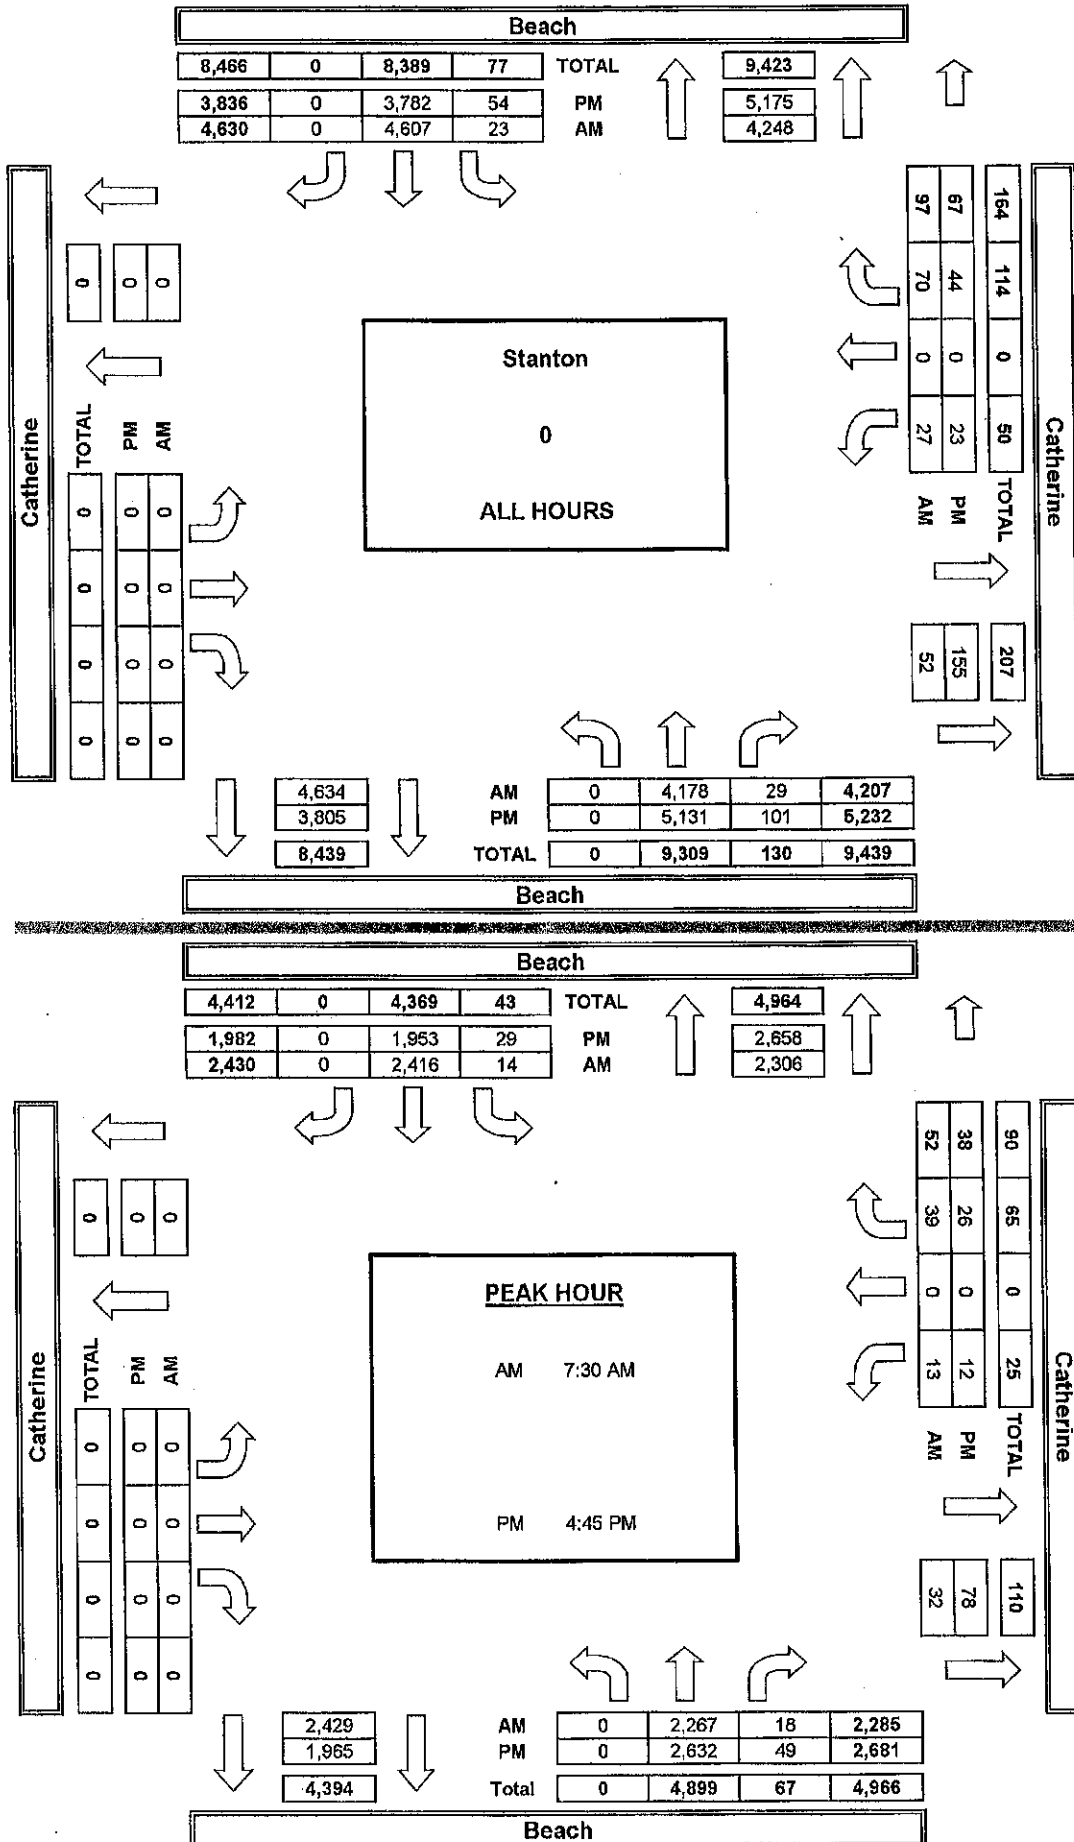 Beach
8,466 0 8,389 77 TOTAL 9,423
3,836 0 3,782 54 PM 5,175
4,630 0 4,607 23 AM 4,248
Catherine
0 0 0
TOTAL PM AM
0 0 0
0 0 0
0 0 0
0 0 0
Stanton
0
ALL HOURS
97 67 164
70 44 114
0 0 0
27 23 50
AM PM TOTAL
52 155 207
Catherine
4,634 AM 0 4,178 29 4,207
3,805 PM 0 5,131 101 5,232
8,439 TOTAL 0 9,309 130 9,439
Beach
Beach
4,412 0 4,369 43 TOTAL 4,964
1,982 0 1,953 29 PM 2,658
2,430 0 2,416 14 AM 2,306
Catherine
0 0 0
TOTAL PM AM
0 0 0
0 0 0
0 0 0
0 0 0
PEAK HOUR
AM 7:30 AM
PM 4:45 PM
52 38 90
39 26 65
0 0 0
13 12 25
AM PM TOTAL
32 78 110
Catherine
2,429 AM 0 2,267 18 2,285
1,965 PM 0 2,632 49 2,681
4,394 Total 0 4,899 67 4,966
Beach